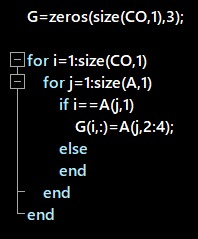 G=zeros(size(CO,1),3);
for i=1:size(CO,1)
for j=1:size(A,1)
if i==A(j,1)
G(i,:)=A(j,2:4);
else
end
end
end